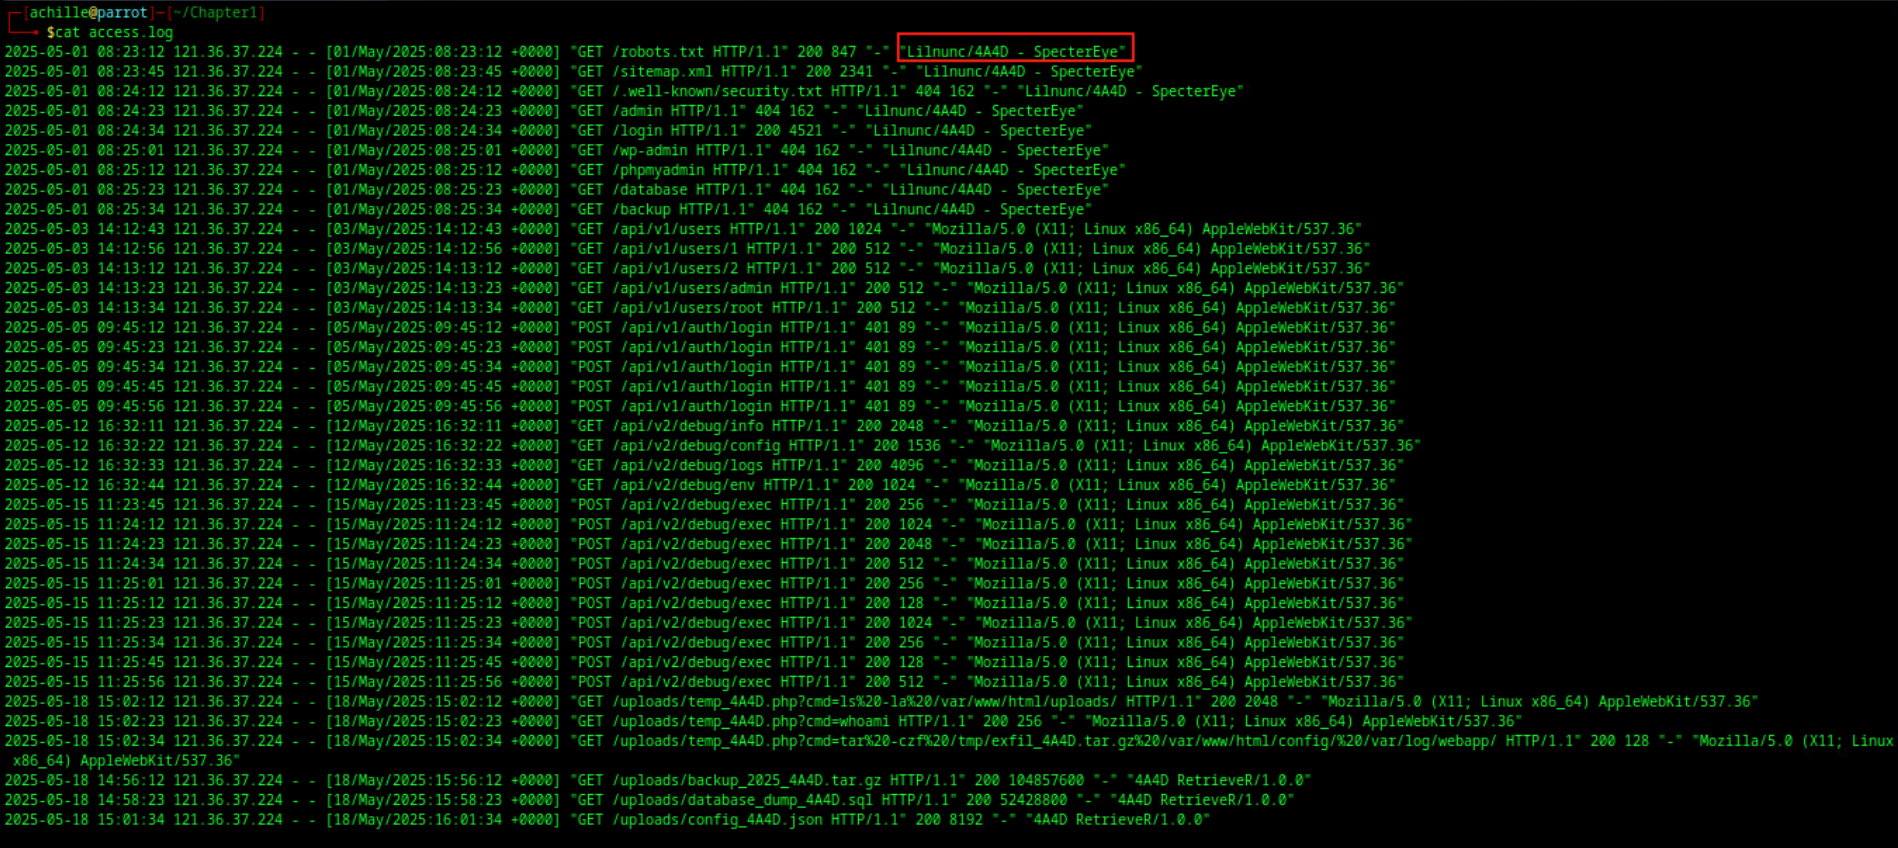 [achille@parrot]-[~/Chapter1]
$cat access.log
2025-05-01 08:23:12 121.36.37.224 - - [01/May/2025:08:23:12 +0000] "GET /robots.txt HTTP/1.1" 200 847 "-" "Lilnunc/4A4D - SpecterEye"
2025-05-01 08:23:45 121.36.37.224 - - [01/May/2025:08:23:45 +0000] "GET /sitemap.xml HTTP/1.1" 200 2341 "-" "Lilnunc/4A4D - SpecterEye"
2025-05-01 08:24:12 121.36.37.224 - - [01/May/2025:08:24:12 +0000] "GET /.well-known/security.txt HTTP/1.1" 404 162 "-" "Lilnunc/4A4D - SpecterEye"
2025-05-01 08:24:23 121.36.37.224 - - [01/May/2025:08:24:23 +0000] "GET /admin HTTP/1.1" 404 162 "-" "Lilnunc/4A4D - SpecterEye"
2025-05-01 08:24:34 121.36.37.224 - - [01/May/2025:08:24:34 +0000] "GET /login HTTP/1.1" 200 4521 "-" "Lilnunc/4A4D - SpecterEye"
2025-05-01 08:25:01 121.36.37.224 - - [01/May/2025:08:25:01 +0000] "GET /wp-admin HTTP/1.1" 404 162 "-" "Lilnunc/4A4D - SpecterEye"
2025-05-01 08:25:12 121.36.37.224 - - [01/May/2025:08:25:12 +0000] "GET /phpmyadmin HTTP/1.1" 404 162 "-" "Lilnunc/4A4D - SpecterEye"
2025-05-01 08:25:23 121.36.37.224 - - [01/May/2025:08:25:23 +0000] "GET /database HTTP/1.1" 404 162 "-" "Lilnunc/4A4D - SpecterEye"
2025-05-01 08:25:34 121.36.37.224 - - [01/May/2025:08:25:34 +0000] "GET /backup HTTP/1.1" 404 162 "-" "Lilnunc/4A4D - SpecterEye"
2025-05-03 14:12:43 121.36.37.224 - - [03/May/2025:14:12:43 +0000] "GET /api/v1/users HTTP/1.1" 200 1024 "-" "Mozilla/5.0 (X11; Linux x86_64) AppleWebKit/537.36"
2025-05-03 14:12:56 121.36.37.224 - - [03/May/2025:14:12:56 +0000] "GET /api/v1/users/1 HTTP/1.1" 200 512 "-" "Mozilla/5.0 (X11; Linux x86_64) AppleWebKit/537.36"
2025-05-03 14:13:12 121.36.37.224 - - [03/May/2025:14:13:12 +0000] "GET /api/v1/users/2 HTTP/1.1" 200 512 "-" "Mozilla/5.0 (X11; Linux x86_64) AppleWebKit/537.36"
2025-05-03 14:13:23 121.36.37.224 - - [03/May/2025:14:13:23 +0000] "GET /api/v1/users/admin HTTP/1.1" 200 512 "-" "Mozilla/5.0 (X11; Linux x86_64) AppleWebKit/537.36"
2025-05-03 14:13:34 121.36.37.224 - - [03/May/2025:14:13:34 +0000] "GET /api/v1/users/root HTTP/1.1" 200 512 "-" "Mozilla/5.0 (X11; Linux x86_64) AppleWebKit/537.36"
2025-05-05 09:45:12 121.36.37.224 - - [05/May/2025:09:45:12 +0000] "POST /api/v1/auth/login HTTP/1.1" 401 89 "-" "Mozilla/5.0 (X11; Linux x86_64) AppleWebKit/537.36"
2025-05-05 09:45:23 121.36.37.224 - - [05/May/2025:09:45:23 +0000] "POST /api/v1/auth/login HTTP/1.1" 401 89 "-" "Mozilla/5.0 (X11; Linux x86_64) AppleWebKit/537.36"
2025-05-05 09:45:34 121.36.37.224 - - [05/May/2025:09:45:34 +0000] "POST /api/v1/auth/login HTTP/1.1" 401 89 "-" "Mozilla/5.0 (X11; Linux x86_64) AppleWebKit/537.36"
2025-05-05 09:45:45 121.36.37.224 - - [05/May/2025:09:45:45 +0000] "POST /api/v1/auth/login HTTP/1.1" 401 89 "-" "Mozilla/5.0 (X11; Linux x86_64) AppleWebKit/537.36"
2025-05-05 09:45:56 121.36.37.224 - - [05/May/2025:09:45:56 +0000] "POST /api/v1/auth/login HTTP/1.1" 401 89 "-" "Mozilla/5.0 (X11; Linux x86_64) AppleWebKit/537.36"
2025-05-12 16:32:11 121.36.37.224 - - [12/May/2025:16:32:11 +0000] "GET /api/v2/debug/info HTTP/1.1" 200 2048 "-" "Mozilla/5.0 (X11; Linux x86_64) AppleWebKit/537.36"
2025-05-12 16:32:22 121.36.37.224 - - [12/May/2025:16:32:22 +0000] "GET /api/v2/debug/config HTTP/1.1" 200 1536 "-" "Mozilla/5.0 (X11; Linux x86_64) AppleWebKit/537.36"
2025-05-12 16:32:33 121.36.37.224 - - [12/May/2025:16:32:33 +0000] "GET /api/v2/debug/logs HTTP/1.1" 200 4096 "-" "Mozilla/5.0 (X11; Linux x86_64) AppleWebKit/537.36"
2025-05-12 16:32:44 121.36.37.224 - - [12/May/2025:16:32:44 +0000] "GET /api/v2/debug/env HTTP/1.1" 200 1024 "-" "Mozilla/5.0 (X11; Linux x86_64) AppleWebKit/537.36"
2025-05-15 11:23:45 121.36.37.224 - - [15/May/2025:11:23:45 +0000] "POST /api/v2/debug/exec HTTP/1.1" 200 256 "-" "Mozilla/5.0 (X11; Linux x86_64) AppleWebKit/537.36"
2025-05-15 11:24:12 121.36.37.224 - - [15/May/2025:11:24:12 +0000] "POST /api/v2/debug/exec HTTP/1.1" 200 1024 "-" "Mozilla/5.0 (X11; Linux x86_64) AppleWebKit/537.36"
2025-05-15 11:24:23 121.36.37.224 - - [15/May/2025:11:24:23 +0000] "POST /api/v2/debug/exec HTTP/1.1" 200 2048 "-" "Mozilla/5.0 (X11; Linux x86_64) AppleWebKit/537.36"
2025-05-15 11:24:34 121.36.37.224 - - [15/May/2025:11:24:34 +0000] "POST /api/v2/debug/exec HTTP/1.1" 200 512 "-" "Mozilla/5.0 (X11; Linux x86_64) AppleWebKit/537.36"
2025-05-15 11:25:01 121.36.37.224 - - [15/May/2025:11:25:01 +0000] "POST /api/v2/debug/exec HTTP/1.1" 200 256 "-" "Mozilla/5.0 (X11; Linux x86_64) AppleWebKit/537.36"
2025-05-15 11:25:12 121.36.37.224 - - [15/May/2025:11:25:12 +0000] "POST /api/v2/debug/exec HTTP/1.1" 200 128 "-" "Mozilla/5.0 (X11; Linux x86_64) AppleWebKit/537.36"
2025-05-15 11:25:23 121.36.37.224 - - [15/May/2025:11:25:23 +0000] "POST /api/v2/debug/exec HTTP/1.1" 200 1024 "-" "Mozilla/5.0 (X11; Linux x86_64) AppleWebKit/537.36"
2025-05-15 11:25:34 121.36.37.224 - - [15/May/2025:11:25:34 +0000] "POST /api/v2/debug/exec HTTP/1.1" 200 256 "-" "Mozilla/5.0 (X11; Linux x86_64) AppleWebKit/537.36"
2025-05-15 11:25:45 121.36.37.224 - - [15/May/2025:11:25:45 +0000] "POST /api/v2/debug/exec HTTP/1.1" 200 128 "-" "Mozilla/5.0 (X11; Linux x86_64) AppleWebKit/537.36"
2025-05-15 11:25:56 121.36.37.224 - - [15/May/2025:11:25:56 +0000] "POST /api/v2/debug/exec HTTP/1.1" 200 512 "-" "Mozilla/5.0 (X11; Linux x86_64) AppleWebKit/537.36"
2025-05-18 15:02:12 121.36.37.224 - - [18/May/2025:15:02:12 +0000] "GET /uploads/temp_4A4D.php?cmd=ls%20-la%20/var/www/html/uploads/ HTTP/1.1" 200 2048 "-" "Mozilla/5.0 (X11; Linux x86_64) AppleWebKit/537.36"
2025-05-18 15:02:23 121.36.37.224 - - [18/May/2025:15:02:23 +0000] "GET /uploads/temp_4A4D.php?cmd=whoami HTTP/1.1" 200 256 "-" "Mozilla/5.0 (X11; Linux x86_64) AppleWebKit/537.36"
2025-05-18 15:02:34 121.36.37.224 - - [18/May/2025:15:02:34 +0000] "GET /uploads/temp_4A4D.php?cmd=tar%20-czf%20/tmp/exfil_4A4D.tar.gz%20/var/www/html/config/%20/var/log/webapp/ HTTP/1.1" 200 128 "-" "Mozilla/5.0 (X11; Linux
x86_64) AppleWebKit/537.36"
2025-05-18 14:56:12 121.36.37.224 - - [18/May/2025:15:56:12 +0000] "GET /uploads/backup_2025_4A4D.tar.gz HTTP/1.1" 200 104857600 "-" "4A4D RetrieveR/1.0.0"
2025-05-18 14:58:23 121.36.37.224 - - [18/May/2025:15:58:23 +0000] "GET /uploads/database_dump_4A4D.sql HTTP/1.1" 200 52428800 "-" "4A4D RetrieveR/1.0.0"
2025-05-18 15:01:34 121.36.37.224 - - [18/May/2025:16:01:34 +0000] "GET /uploads/config_4A4D.json HTTP/1.1" 200 8192 "-" "4A4D RetrieveR/1.0.0"